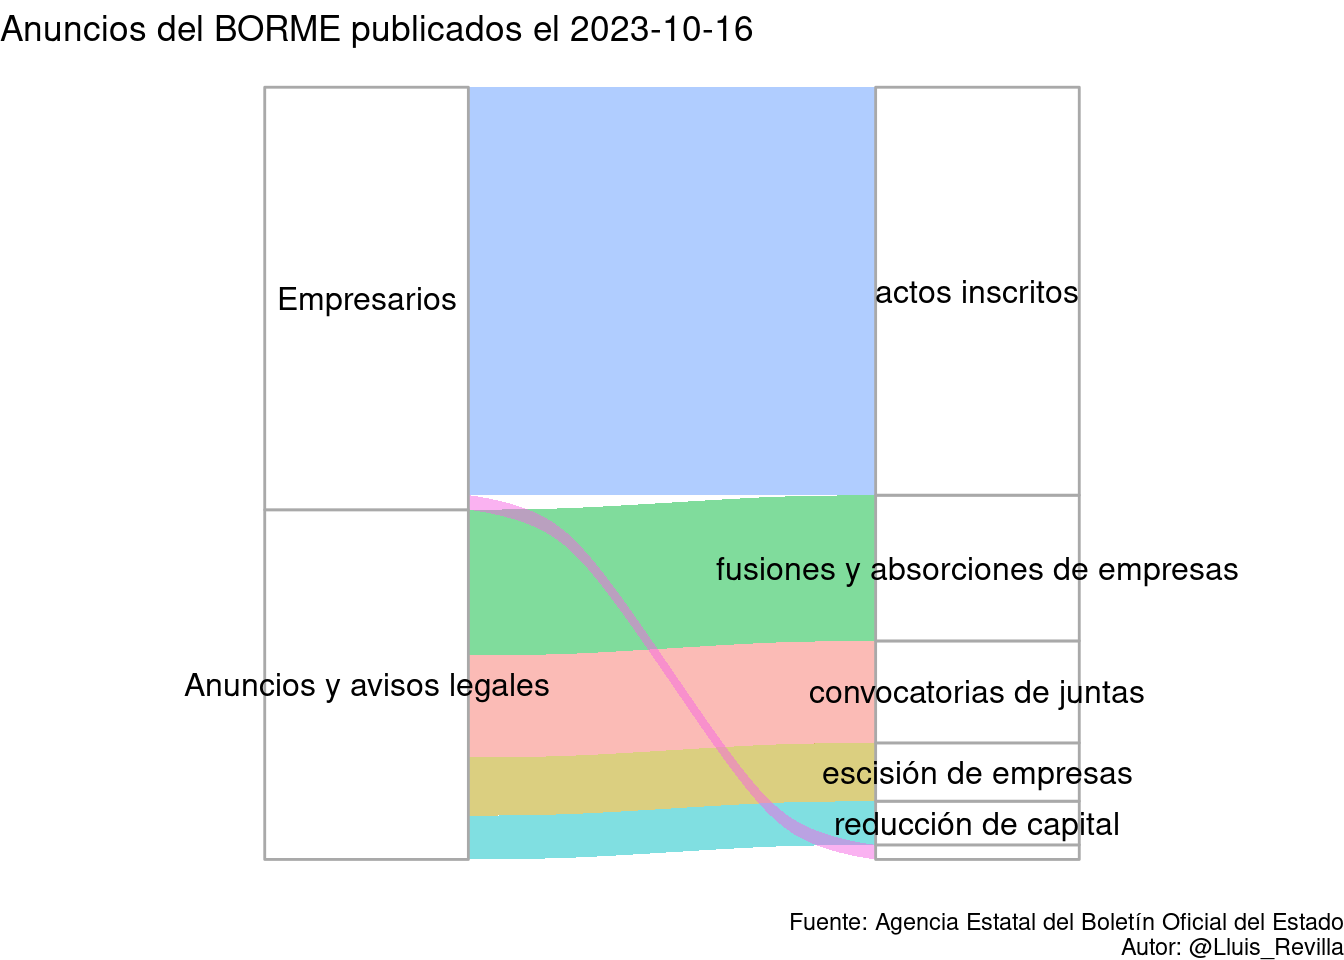 Anuncios del BORME publicados el 2023-10-16
Empresarios
actos inscritos
fusiones y absorciones de empresas
Anuncios y avisos legales
convocatorias de juntas
escisión de empresas
reducción de capital
Fuente: Agencia Estatal del Boletín Oficial del Estado
Autor: @Lluis_Revilla